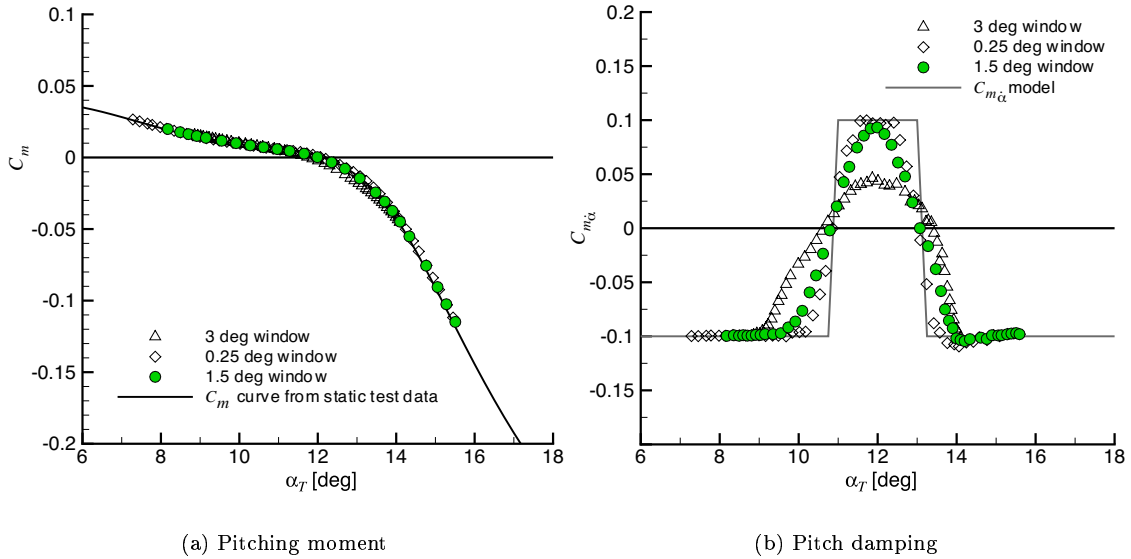 0.1
0.05
0
-0.05
-0.1
-0.15
-0.2
C_m
3 deg window
0.25 deg window
1.5 deg window
C_m curve from static test data
6 8 10 12 14 16 18
α_T [deg]
(a) Pitching moment
0.2
0.15
0.1
0.05
0
-0.05
-0.1
-0.15
C_{m_{α̇}}
3 deg window
0.25 deg window
1.5 deg window
C_{m_{α̇}} model
6 8 10 12 14 16 18
α_T [deg]
(b) Pitch damping